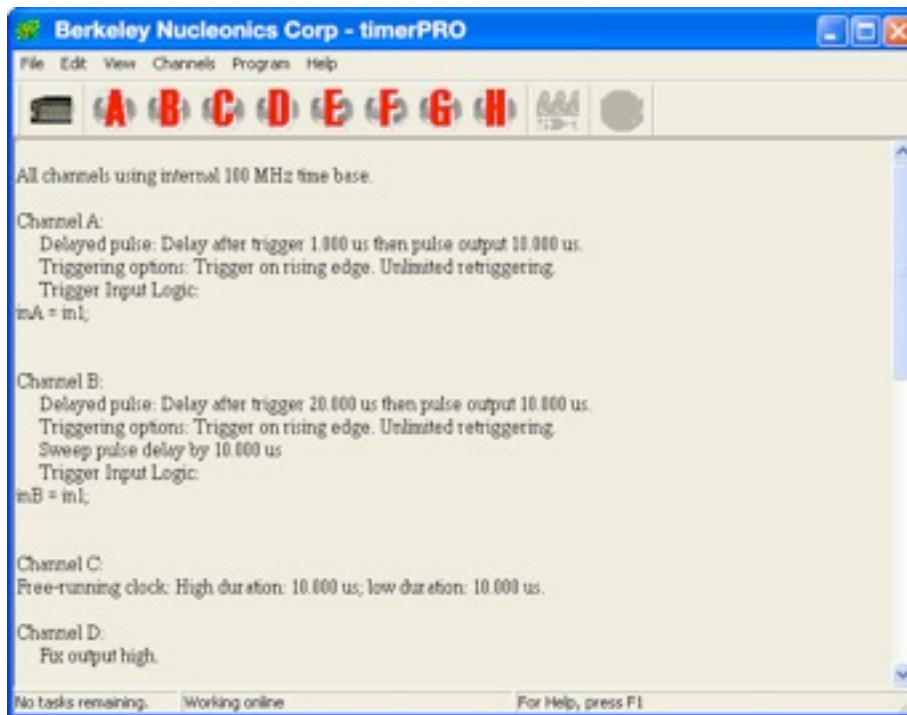 Berkeley Nucleonics Corp - timerPRO
File Edit View Channels Program Help
A B C D E F G H
All channels using internal 100 MHz time base.
Channel A:
Delayed pulse: Delay after trigger 1.000 us then pulse output 10.000 us.
Triggering options: Trigger on rising edge. Unlimited retriggering.
Trigger Input Logic:
inA = in1;
Channel B:
Delayed pulse: Delay after trigger 20.000 us then pulse output 10.000 us.
Triggering options: Trigger on rising edge. Unlimited retriggering.
Sweep pulse delay by 10.000 us
Trigger Input Logic:
inB = in1;
Channel C:
Free-running clock: High duration: 10.000 us; low duration: 10.000 us.
Channel D:
Fix output high.
No tasks remaining. Working online For Help, press F1